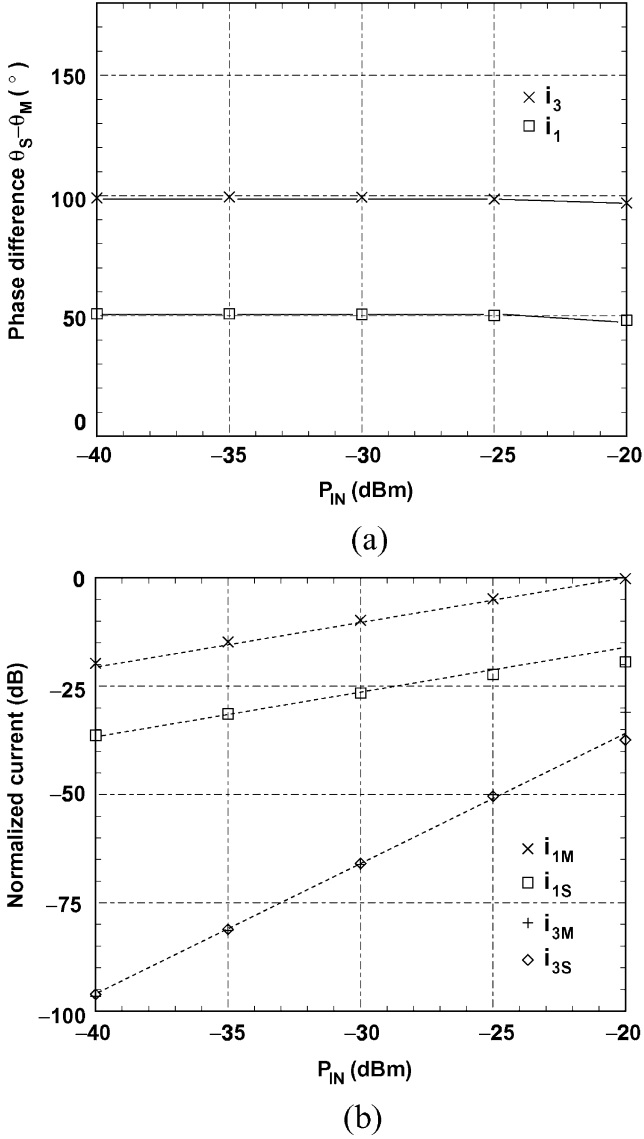 Phase difference θS–θM ( ° )
150
100
50
0
× i3
□ i1
–40 –35 –30 –25 –20
PIN (dBm)
(a)
Normalized current (dB)
0
–25
–50
–75
–100
× i1M
□ i1S
+ i3M
◇ i3S
–40 –35 –30 –25 –20
PIN (dBm)
(b)